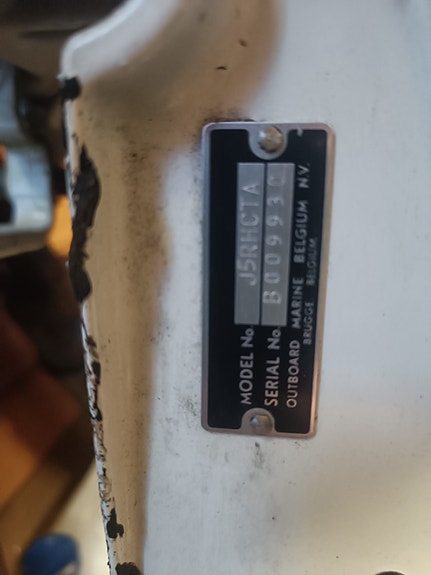 MODEL No. J5RHCTA
SERIAL No. B009930
OUTBOARD MARINE BELGIUM N.V.
BRUGGE BELGIUM